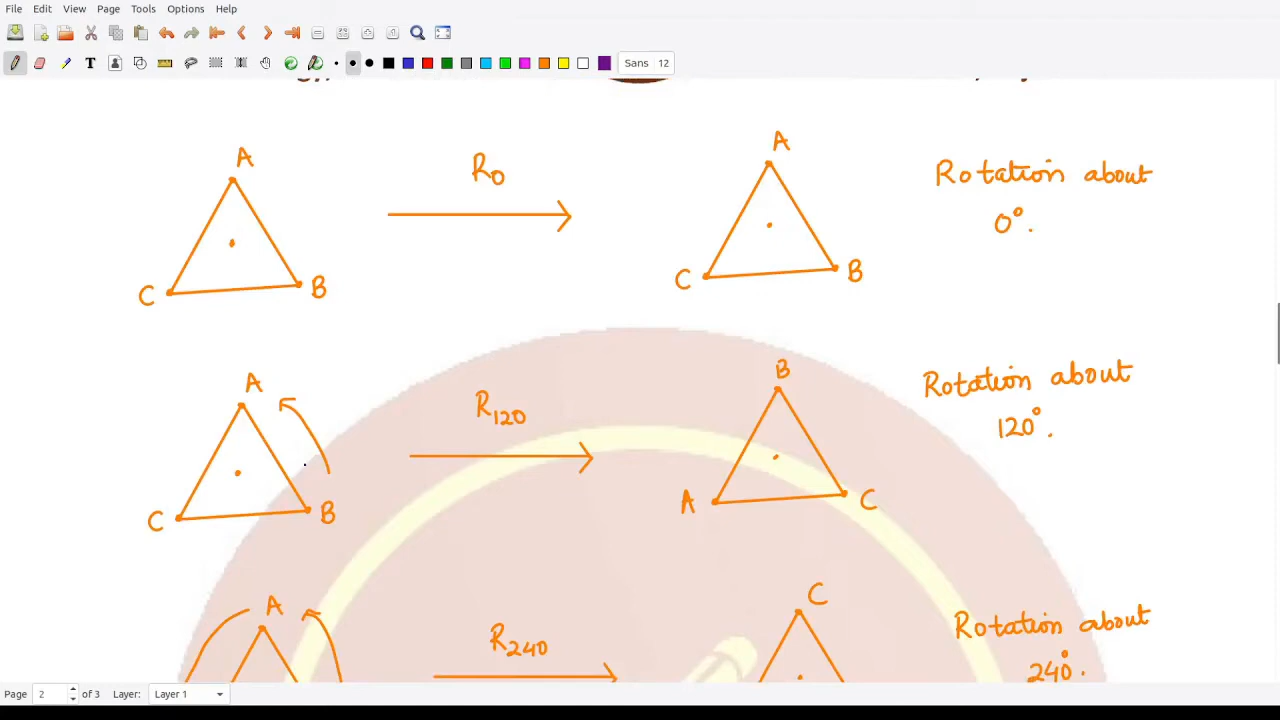 File Edit View Page Tools Options Help
T Sans 12
A
R0
A
Rotation about
0°.
C B
C B
A
R120
B
Rotation about
120°.
C B
A C
A
R240
C
Rotation about
240°.
Page 2 of 3 Layer: Layer 1